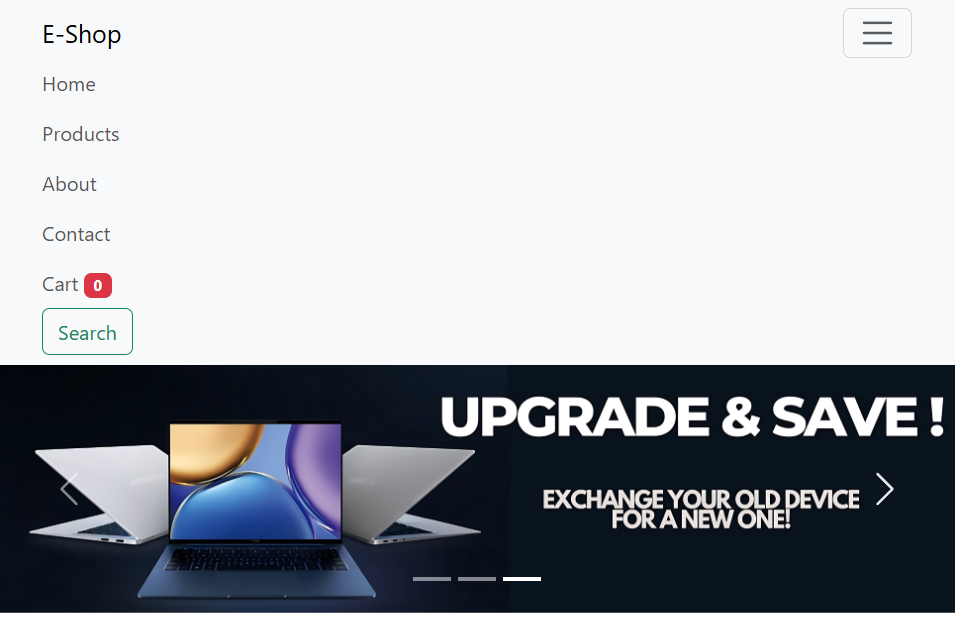 E-Shop
Home
Products
About
Contact
Cart 0
Search
UPGRADE & SAVE !
EXCHANGE YOUR OLD DEVICE
FOR A NEW ONE!